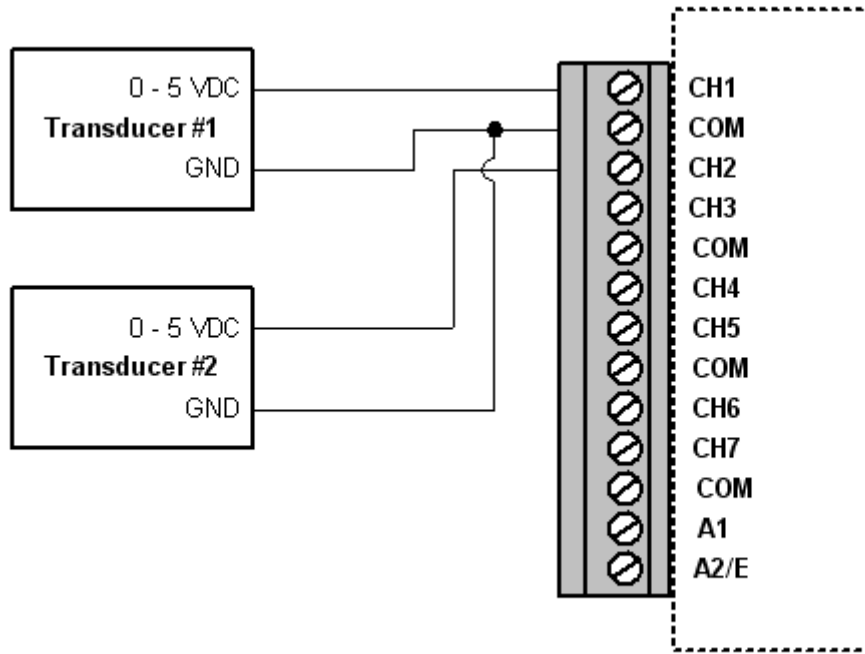 0 - 5 VDC
Transducer #1
GND
0 - 5 VDC
Transducer #2
GND
CH1
COM
CH2
CH3
COM
CH4
CH5
COM
CH6
CH7
COM
A1
A2/E